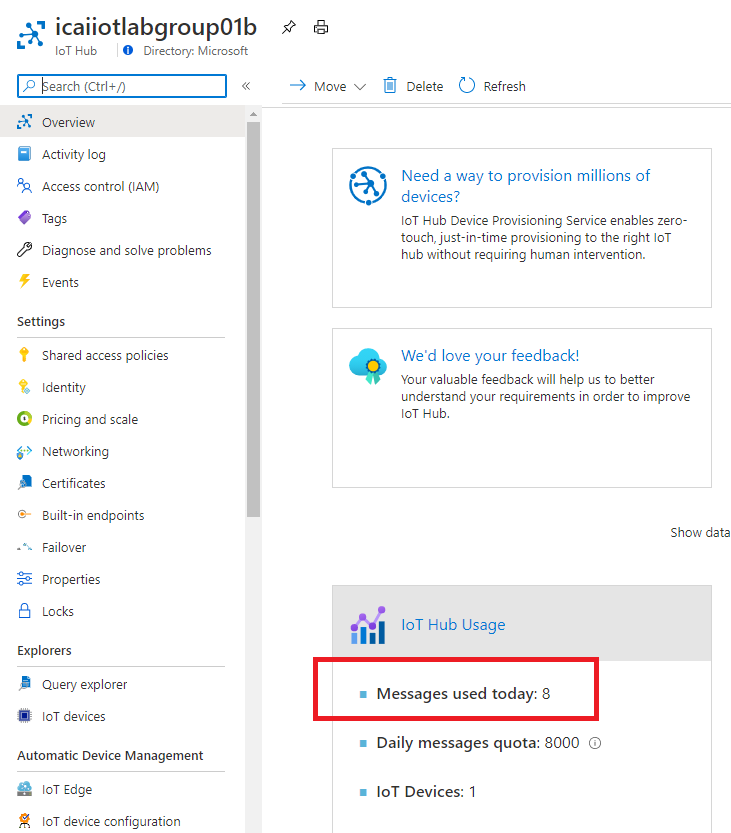 icaiiotlabgroup01b
IoT Hub
Directory: Microsoft
Search (Ctrl+/)
«
Move
Delete
Refresh
Overview
Activity log
Access control (IAM)
Tags
Diagnose and solve problems
Events
Settings
Shared access policies
Identity
Pricing and scale
Networking
Certificates
Built-in endpoints
Failover
Properties
Locks
Explorers
Query explorer
IoT devices
Automatic Device Management
IoT Edge
IoT device configuration
Need a way to provision millions of
devices?
IoT Hub Device Provisioning Service enables zero-
touch, just-in-time provisioning to the right IoT
hub without requiring human intervention.
We'd love your feedback!
Your valuable feedback will help us to better
understand your requirements in order to improve
IoT Hub.
Show data
IoT Hub Usage
Messages used today: 8
Daily messages quota: 8000
IoT Devices: 1